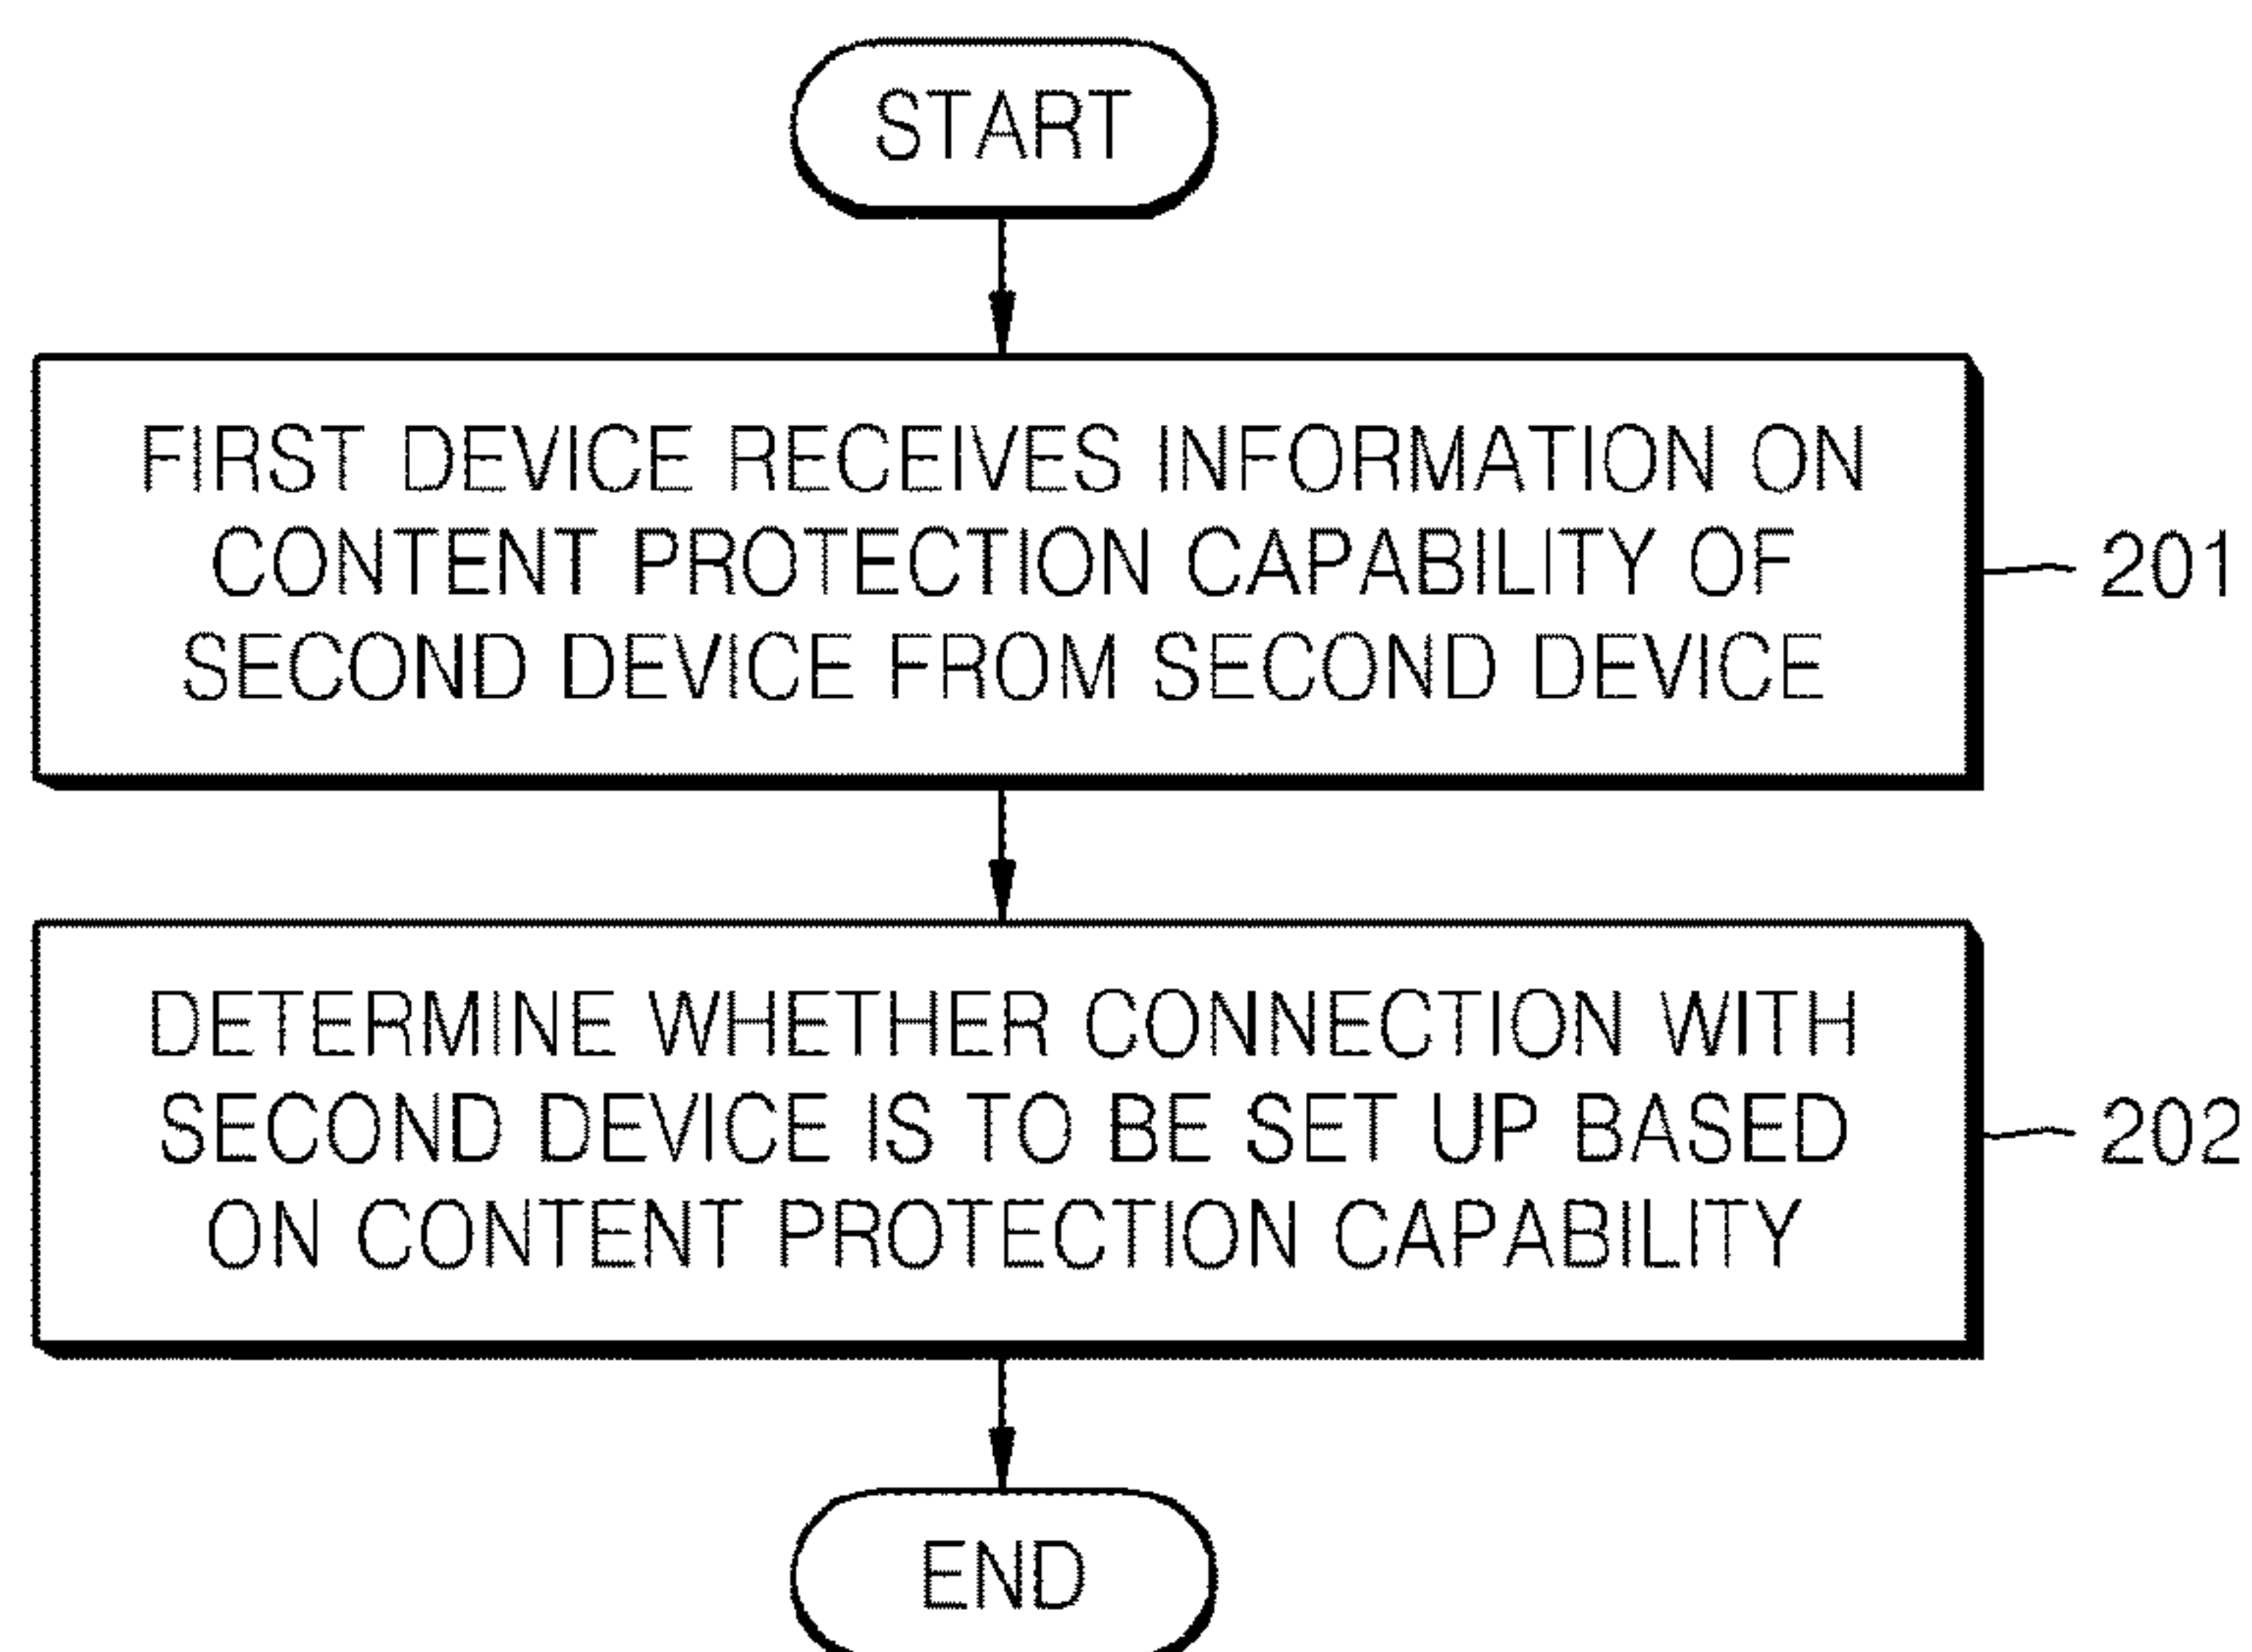 START
FIRST DEVICE RECEIVES INFORMATION ON
CONTENT PROTECTION CAPABILITY OF
SECOND DEVICE FROM SECOND DEVICE
201
DETERMINE WHETHER CONNECTION WITH
SECOND DEVICE IS TO BE SET UP BASED
ON CONTENT PROTECTION CAPABILITY
202
END